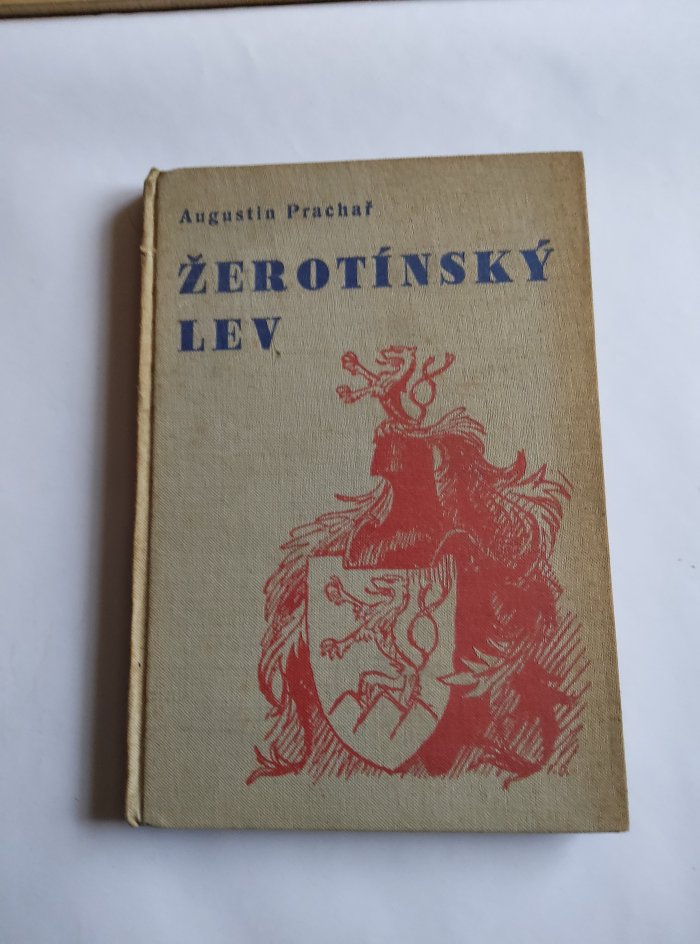 Augustin Prachař
ŽEROTÍNSKÝ
LEV